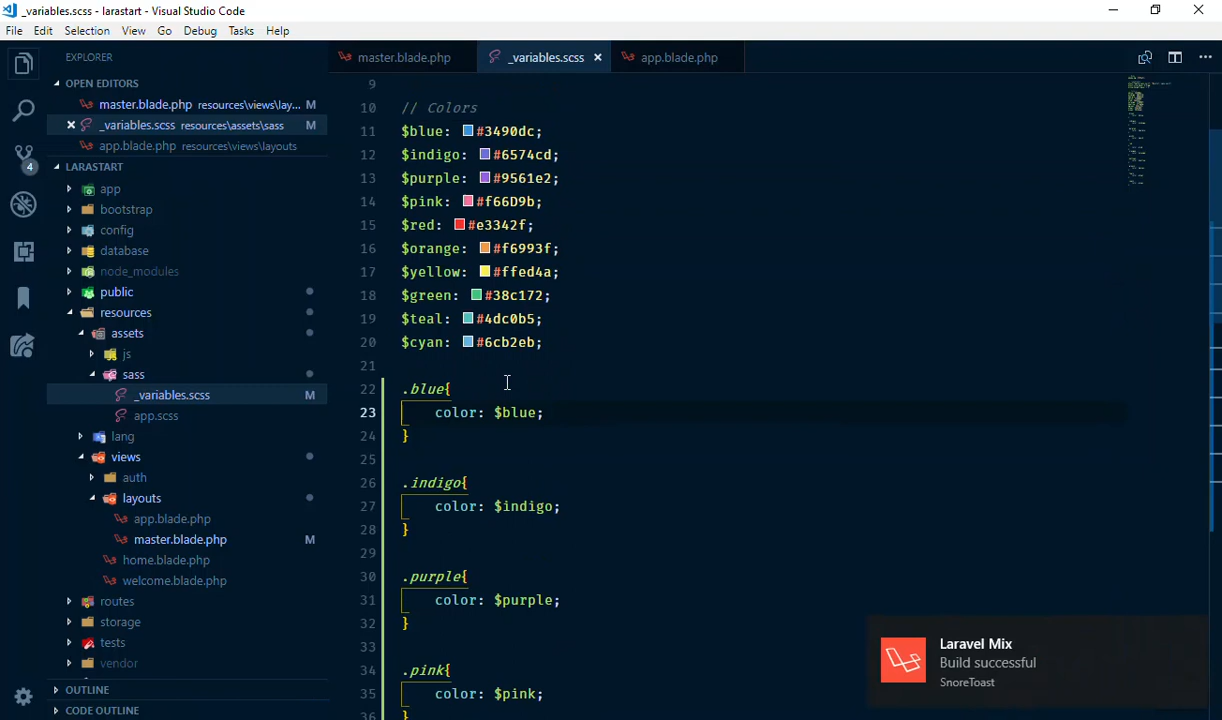 _variables.scss - larastart - Visual Studio Code
File Edit Selection View Go Debug Tasks Help
EXPLORER
OPEN EDITORS
master.blade.php resources\views\lay... M
_variables.scss resources\assets\sass M
app.blade.php resources\views\layouts
4
LARASTART
app
bootstrap
config
database
node_modules
public
resources
assets
js
sass
_variables.scss M
app.scss
lang
views
auth
layouts
app.blade.php
master.blade.php M
home.blade.php
welcome.blade.php
routes
storage
tests
vendor
OUTLINE
CODE OUTLINE
master.blade.php _variables.scss app.blade.php
9
10 // Colors
11 $blue: #3490dc;
12 $indigo: #6574cd;
13 $purple: #9561e2;
14 $pink: #f66D9b;
15 $red: #e3342f;
16 $orange: #f6993f;
17 $yellow: #ffed4a;
18 $green: #38c172;
19 $teal: #4dc0b5;
20 $cyan: #6cb2eb;
21
22 .blue{
23 color: $blue;
24 }
25
26 .indigo{
27 color: $indigo;
28 }
29
30 .purple{
31 color: $purple;
32 }
33
34 .pink{
35 color: $pink;
36 }
Laravel Mix
Build successful
SnoreToast